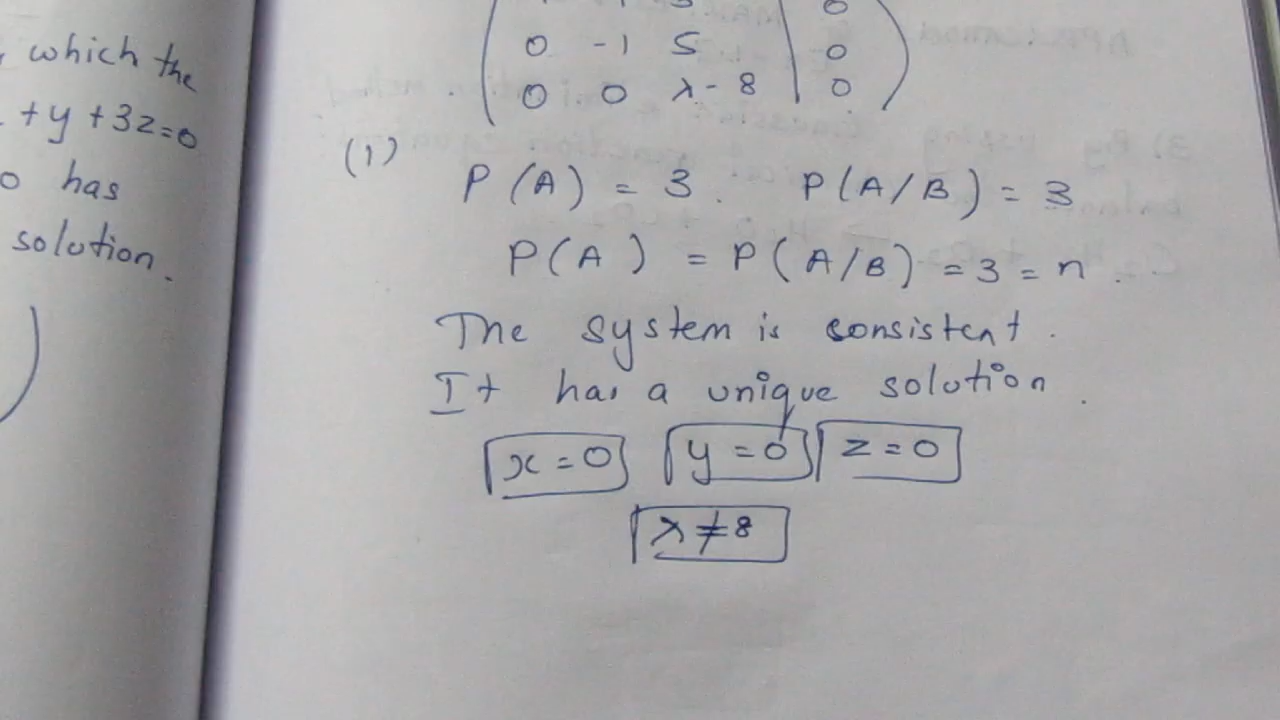 which the
+y +3z=0
0 has
solution.
0 -1 5 | 0
0 0 λ-8 | 0
(1)
P(A) = 3. P(A/B) = 3
P(A) = P(A/B) = 3 = n.
The system is consistent.
It has a unique solution.
x = 0 y = 0 z = 0
λ ≠ 8